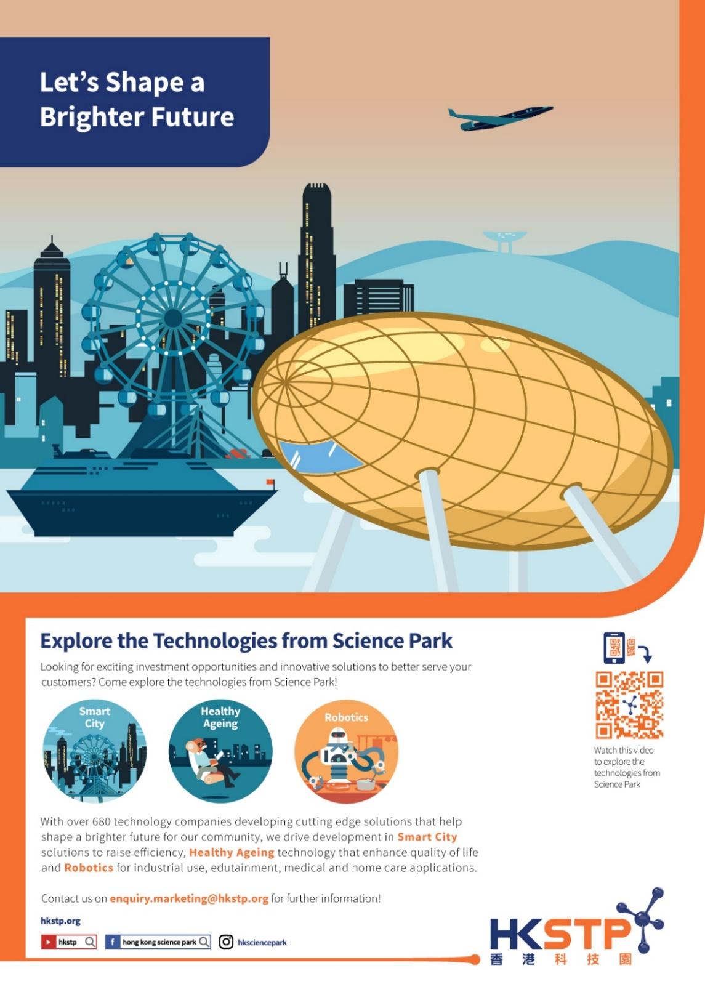 Let's Shape a
Brighter Future
Explore the Technologies from Science Park
Looking for exciting investment opportunities and innovative solutions to better serve your
customers? Come explore the technologies from Science Park!
Smart
City
Healthy
Ageing
Robotics
Watch this video
to explore the
technologies from
Science Park
With over 680 technology companies developing cutting edge solutions that help
shape a brighter future for our community, we drive development in Smart City
solutions to raise efficiency, Healthy Ageing technology that enhance quality of life
and Robotics for industrial use, edutainment, medical and home care applications.
Contact us on enquiry.marketing@hkstp.org for further information!
hkstp.org
hkstp
f hong kong science park
hksciencepark
HKSTP
香港科技園